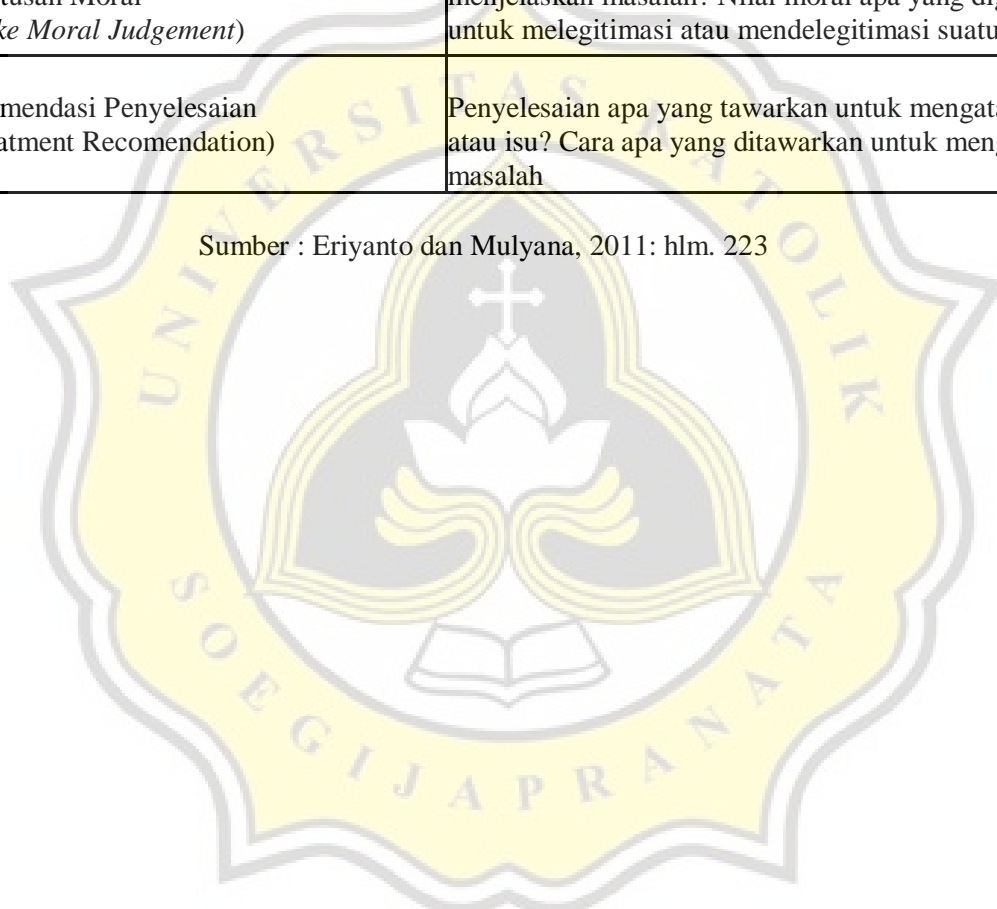 tusan Moral
ke Moral Judgement)
menjelaskan masalah? Nilai moral apa yang dig
untuk melegitimasi atau mendelegitimasi suatu
mendasi Penyelesaian
atment Recomendation)
Penyelesaian apa yang tawarkan untuk mengata
atau isu? Cara apa yang ditawarkan untuk meng
masalah
Sumber : Eriyanto dan Mulyana, 2011: hlm. 223
UNIVERSITAS KATOLIK
SOEGIJAPRANATA